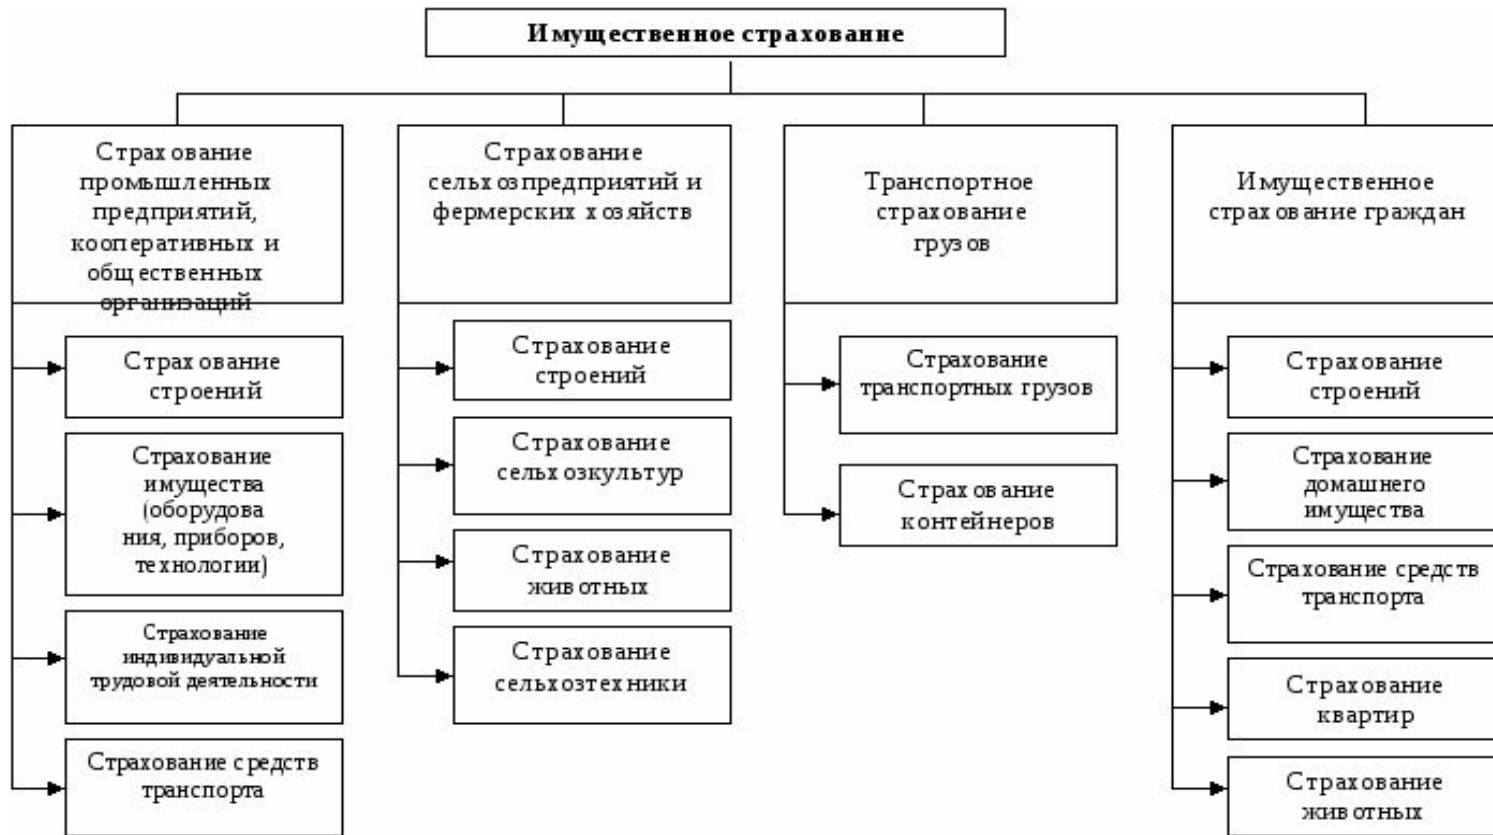 Имущественное страхование
Страхование
промышленных
предприятий,
кооперативных и
общественных
организаций
Страхование
строений
Страхование
имущества
(оборудова
ния, приборов,
технологии)
Страхование
индивидуальной
трудовой деятельности
Страхование средств
транспорта
Страхование
сельхозпредприятий и
фермерских хозяйств
Страхование
строений
Страхование
сельхозкультур
Страхование
животных
Страхование
сельхозтехники
Транспортное
страхование
грузов
Страхование
транспортных грузов
Страхование
контейнеров
Имущественное
страхование граждан
Страхование
строений
Страхование
домашнего
имущества
Страхование средств
транспорта
Страхование
квартир
Страхование
животных